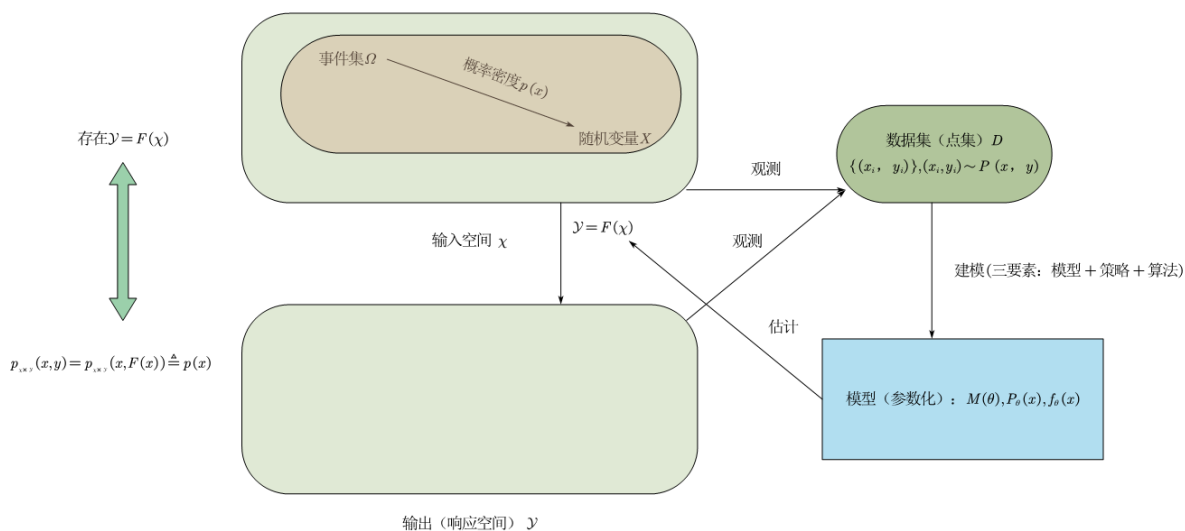 事件集Ω
概率密度p(x)
随机变量X
存在𝒴=F(χ)
数据集（点集）D
{(xᵢ, yᵢ)},(xᵢ,yᵢ)~P (x, y)
观测
𝒴=F(χ)
输入空间 χ
观测
建模(三要素：模型+策略+算法)
估计
p (x,y)=p (x,F(x))≜p(x)
模型（参数化）：M(θ),P_θ(x),f_θ(x)
输出（响应空间）𝒴